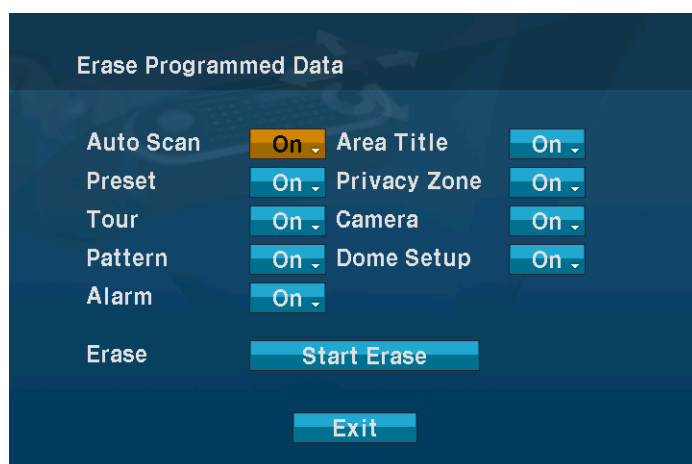 Erase Programmed Data
Auto Scan On Area Title On
Preset On Privacy Zone On
Tour On Camera On
Pattern On Dome Setup On
Alarm On
Erase Start Erase
Exit